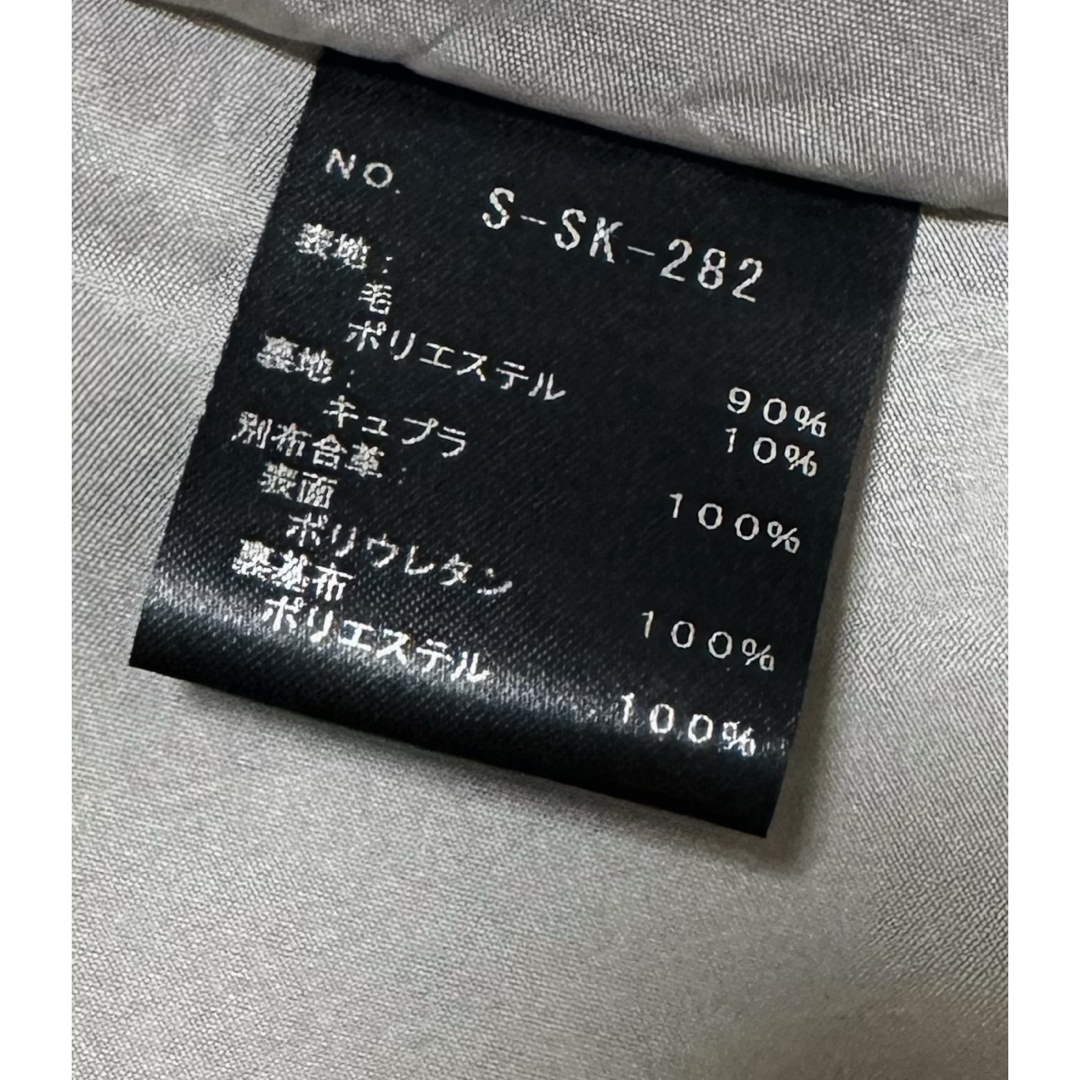 NO. S-SK-282
表地:
毛 90%
ポリエステル 10%
裏地:
キュプラ 100%
別布合革:
表面
ポリウレタン 100%
裏基布
ポリエステル 100%